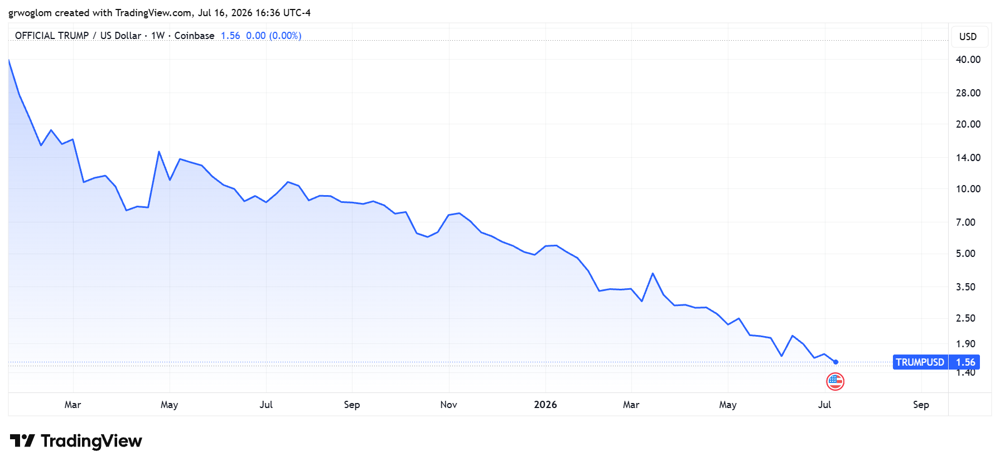 grwoglom created with TradingView.com, Jul 16, 2026 16:36 UTC-4
OFFICIAL TRUMP / US Dollar · 1W · Coinbase 1.56 0.00 (0.00%)
USD
40.00
28.00
20.00
14.00
10.00
7.00
5.00
3.50
2.50
1.90
TRUMPUSD 1.56
1.40
Mar May Jul Sep Nov 2026 Mar May Jul Sep
TradingView